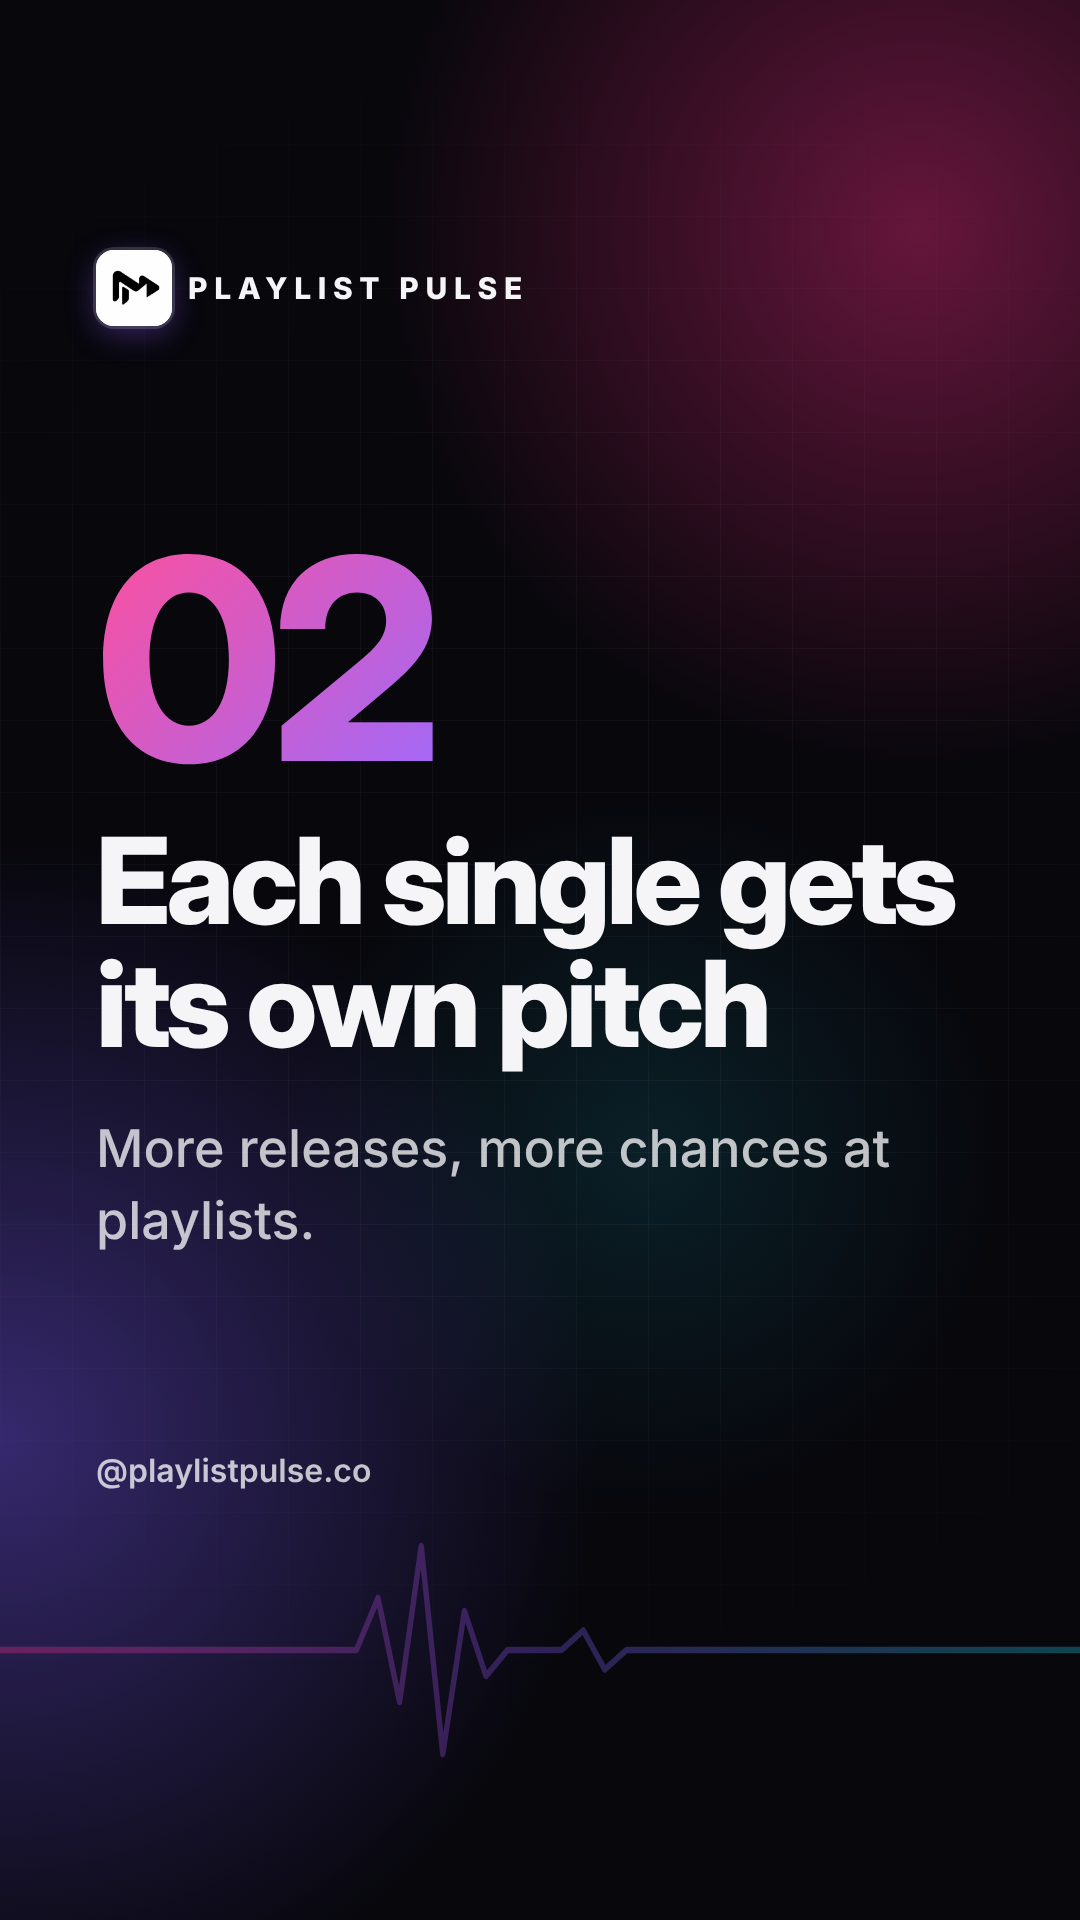 PLAYLIST PULSE
02
Each single gets
its own pitch
More releases, more chances at
playlists.
@playlistpulse.co